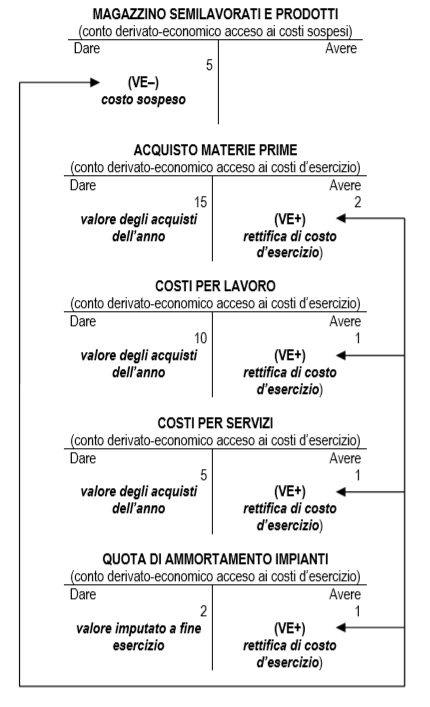 MAGAZZINO SEMILAVORATI E PRODOTTI
(conto derivato-economico acceso ai costi sospesi)
Dare Avere
5
(VE–)
costo sospeso
ACQUISTO MATERIE PRIME
(conto derivato-economico acceso ai costi d'esercizio)
Dare Avere
15 2
valore degli acquisti (VE+)
dell'anno rettifica di costo
d'esercizio)
COSTI PER LAVORO
(conto derivato-economico acceso ai costi d'esercizio)
Dare Avere
10 1
valore degli acquisti (VE+)
dell'anno rettifica di costo
d'esercizio)
COSTI PER SERVIZI
(conto derivato-economico acceso ai costi d'esercizio)
Dare Avere
5 1
valore degli acquisti (VE+)
dell'anno rettifica di costo
d'esercizio)
QUOTA DI AMMORTAMENTO IMPIANTI
(conto derivato-economico acceso ai costi d'esercizio)
Dare Avere
2 1
valore imputato a fine (VE+)
esercizio rettifica di costo
d'esercizio)